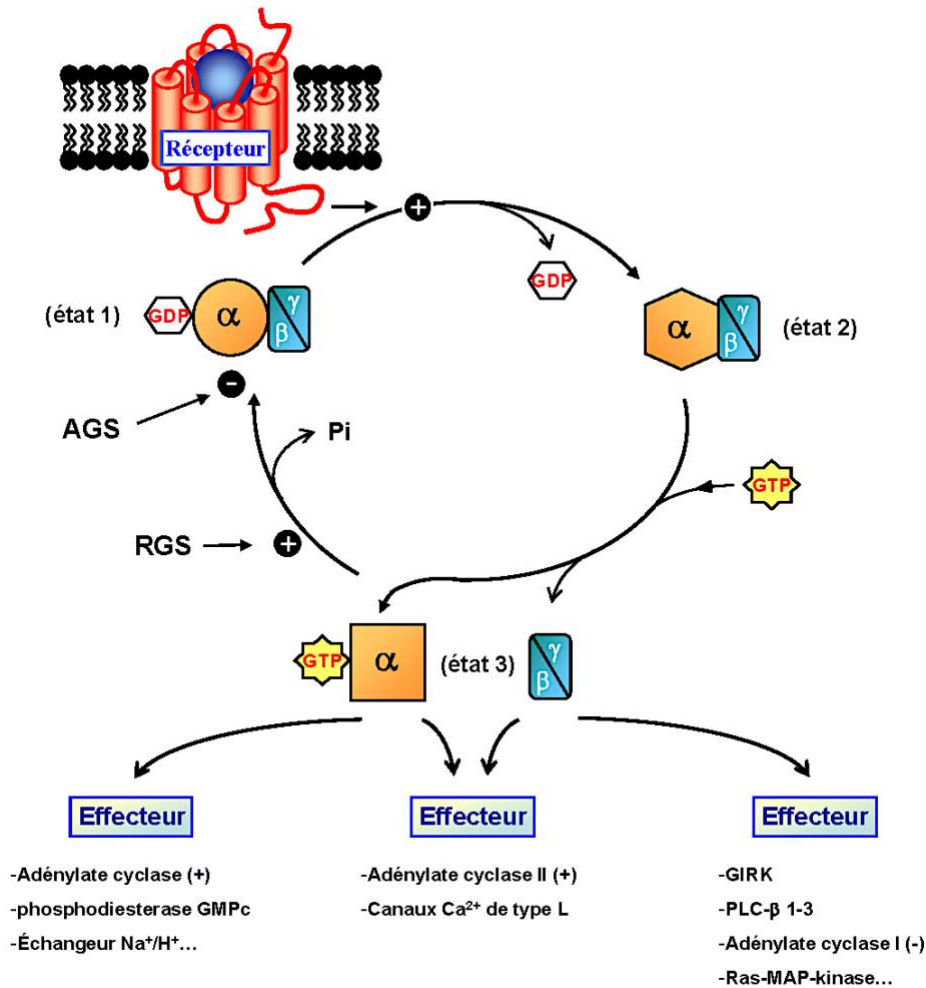 Récepteur
+
GDP
(état 1)
GDP
α
γ
β
α
γ
β
(état 2)
-
AGS
Pi
GTP
RGS
+
GTP
α
(état 3)
γ
β
Effecteur
Effecteur
Effecteur
-Adénylate cyclase (+)
-phosphodiesterase GMPc
-Échangeur Na⁺/H⁺...
-Adénylate cyclase II (+)
-Canaux Ca²⁺ de type L
-GIRK
-PLC-β 1-3
-Adénylate cyclase I (-)
-Ras-MAP-kinase...